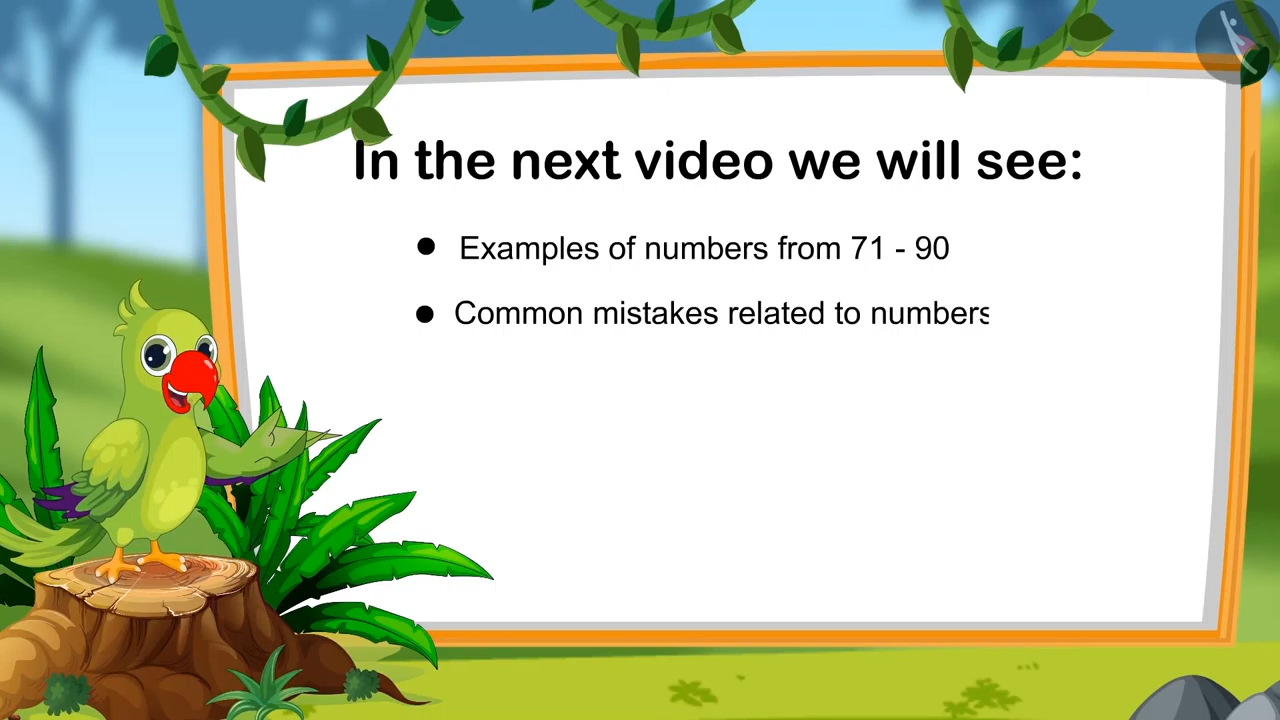 In the next video we will see:
● Examples of numbers from 71 - 90
● Common mistakes related to numbers